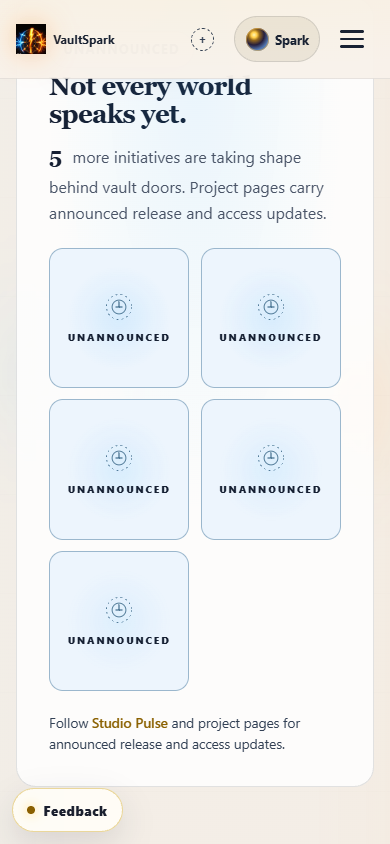 VaultSpark
+
Spark
UNANNOUNCED
Not every world
speaks yet.
5 more initiatives are taking shape
behind vault doors. Project pages carry
announced release and access updates.
UNANNOUNCED
UNANNOUNCED
UNANNOUNCED
UNANNOUNCED
UNANNOUNCED
Follow Studio Pulse and project pages for
announced release and access updates.
Feedback